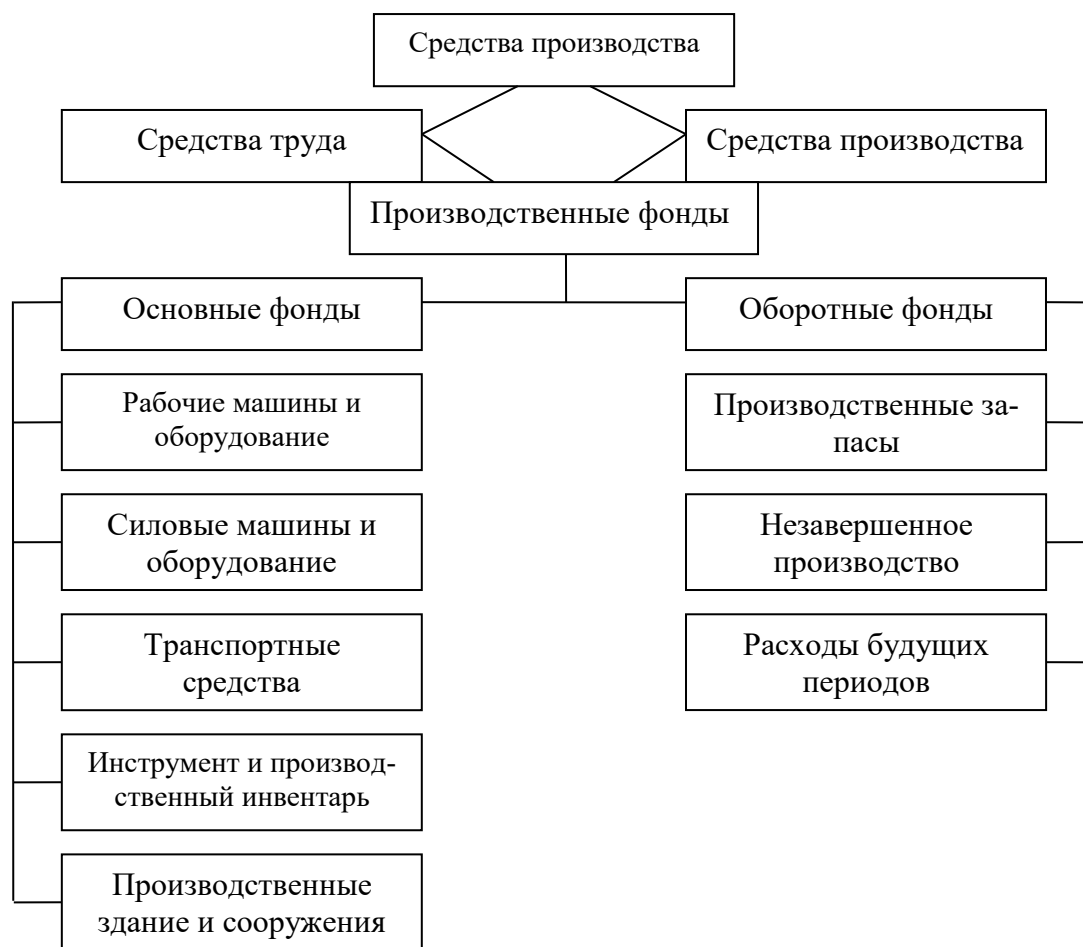 Средства производства
Средства труда
Средства производства
Производственные фонды
Основные фонды
Оборотные фонды
Рабочие машины и
оборудование
Производственные за-
пасы
Силовые машины и
оборудование
Незавершенное
производство
Транспортные
средства
Расходы будущих
периодов
Инструмент и производ-
ственный инвентарь
Производственные
здание и сооружения